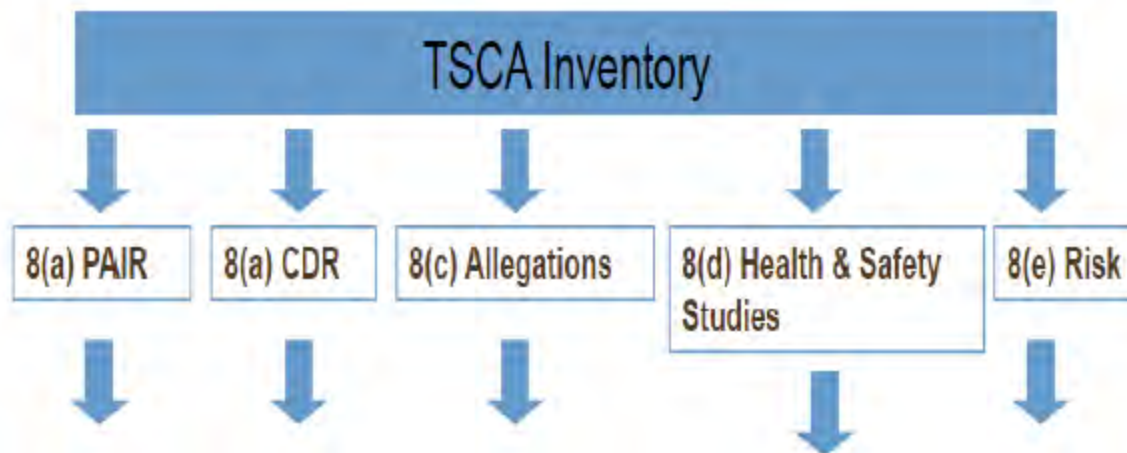 TSCA Inventory
8(a) PAIR
8(a) CDR
8(c) Allegations
8(d) Health & Safety
Studies
8(e) Risk